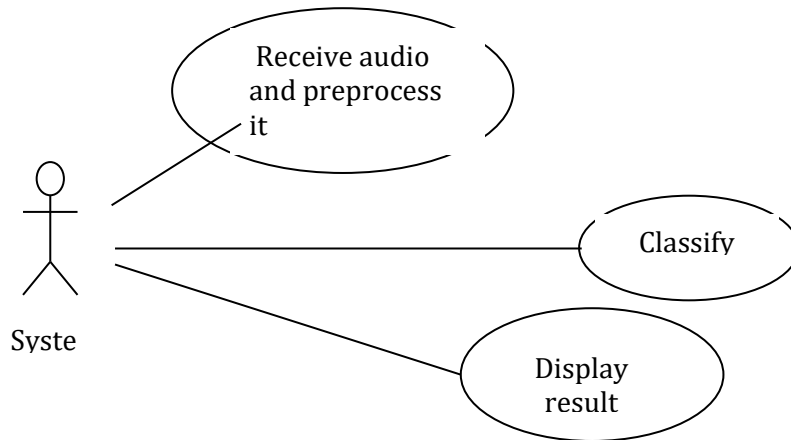 Receive audio
and preprocess
it
Classify
Display
result
Syste